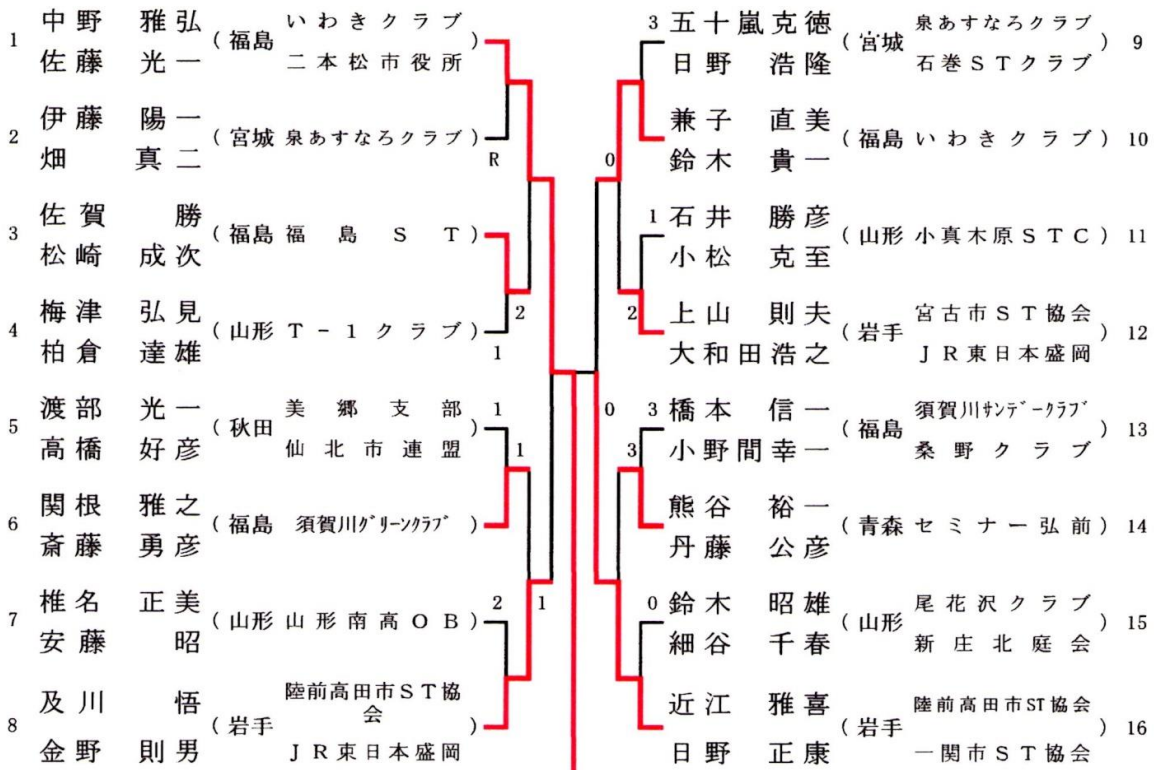 1 中野 雅弘 (福島 いわきクラブ)
佐藤 光一 二本松市役所
2 伊藤 陽一 (宮城 泉あすなろクラブ) R
畑 真二
3 佐賀 勝 (福島 福島ST)
松崎 成次
2
4 梅津 弘見 (山形 T-1クラブ) 1
柏倉 達雄
5 渡部 光一 (秋田 美郷支部) 1
高橋 好彦 仙北市連盟
1
6 関根 雅之 (福島 須賀川グリーンクラブ)
斎藤 勇彦
7 椎名 正美 (山形 山形南高OB) 2
安藤 昭
1
8 及川 悟 (岩手 陸前高田市ST協会)
金野 則男 JR東日本盛岡
3 五十嵐克徳 (宮城 泉あすなろクラブ) 9
日野 浩隆 石巻STクラブ
兼子 直美 (福島 いわきクラブ) 10
鈴木 貴一
0
1 石井 勝彦 (山形 小真木原STC) 11
小松 克至
2 上山 則夫 (岩手 宮古市ST協会) 12
大和田浩之 JR東日本盛岡
0
3 橋本 信一 (福島 須賀川サンデークラブ) 13
小野間幸一 桑野クラブ
3
熊谷 裕一 (青森 セミナー弘前) 14
丹藤 公彦
0 鈴木 昭雄 (山形 尾花沢クラブ) 15
細谷 千春 新庄北庭会
近江 雅喜 (岩手 陸前高田市ST協会) 16
日野 正康 一関市ST協会